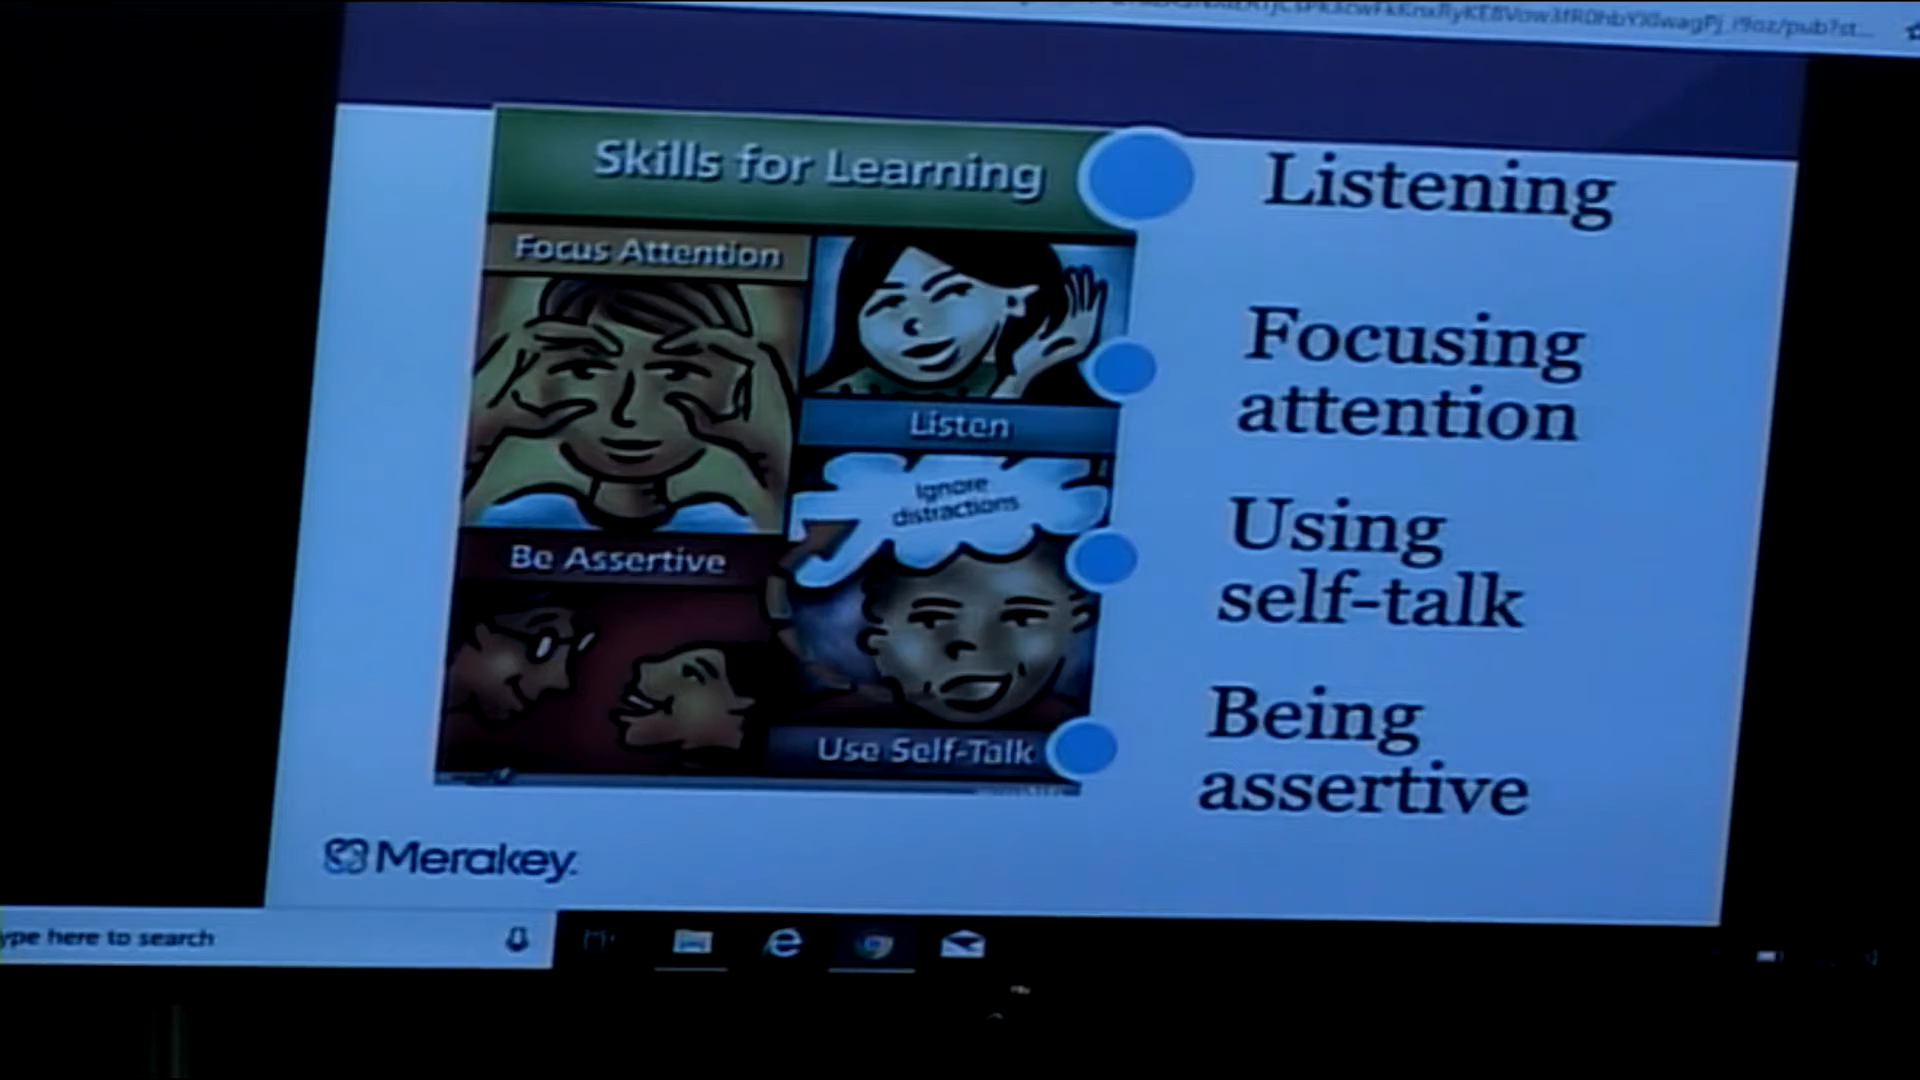 Skills for Learning
Focus Attention
Listen
Ignore
distractions
Be Assertive
Use Self-Talk
Listening
Focusing
attention
Using
self-talk
Being
assertive
Merakey.
ype here to search